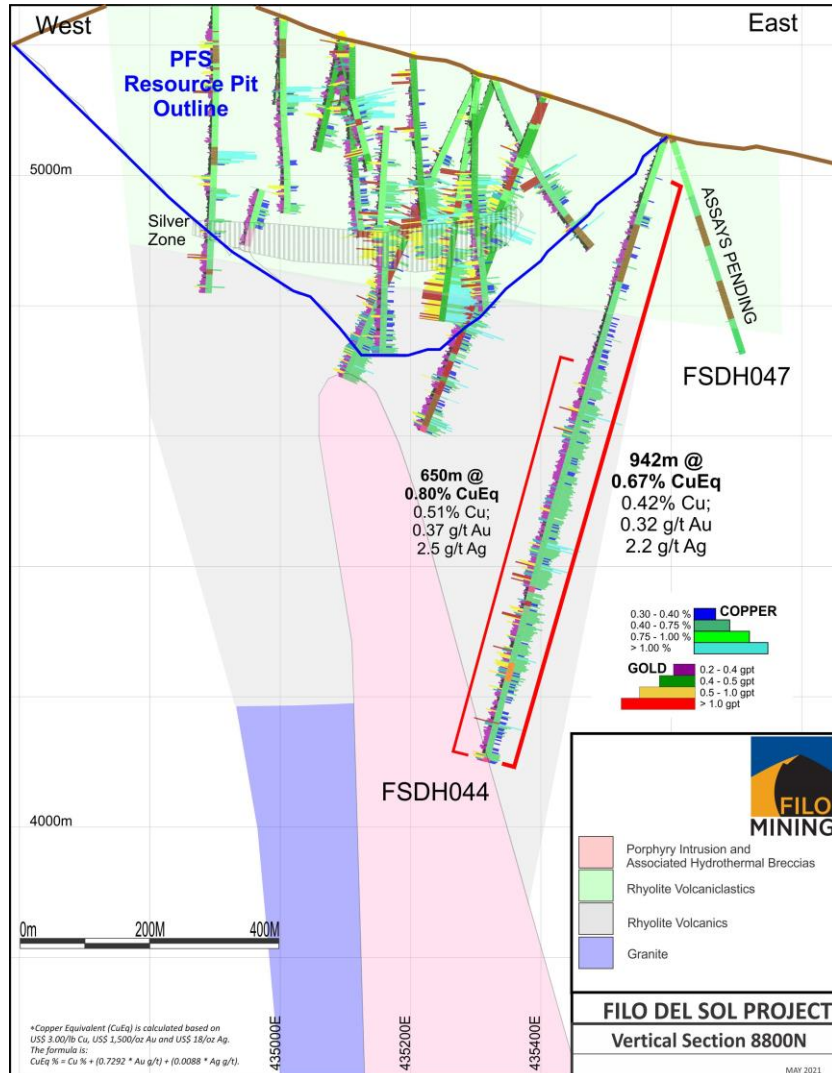 West
East
PFS
Resource Pit
Outline
5000m
Silver
Zone
ASSAYS PENDING
FSDH047
650m @
0.80% CuEq
0.51% Cu;
0.37 g/t Au
2.5 g/t Ag
942m @
0.67% CuEq
0.42% Cu;
0.32 g/t Au
2.2 g/t Ag
0.30 - 0.40 % COPPER
0.40 - 0.75 %
0.75 - 1.00 %
> 1.00 %
GOLD 0.2 - 0.4 gpt
0.4 - 0.5 gpt
0.5 - 1.0 gpt
> 1.0 gpt
FSDH044
4000m
FILO
MINING
Porphyry Intrusion and
Associated Hydrothermal Breccias
Rhyolite Volcaniclastics
Rhyolite Volcanics
Granite
0m 200M 400M
435000E
435200E
435400E
*Copper Equivalent (CuEq) is calculated based on
US$ 3.00/lb Cu, US$ 1,500/oz Au and US$ 18/oz Ag.
The formula is:
CuEq % = Cu % + (0.7292 * Au g/t) + (0.0088 * Ag g/t).
FILO DEL SOL PROJECT
Vertical Section 8800N
MAY 2021